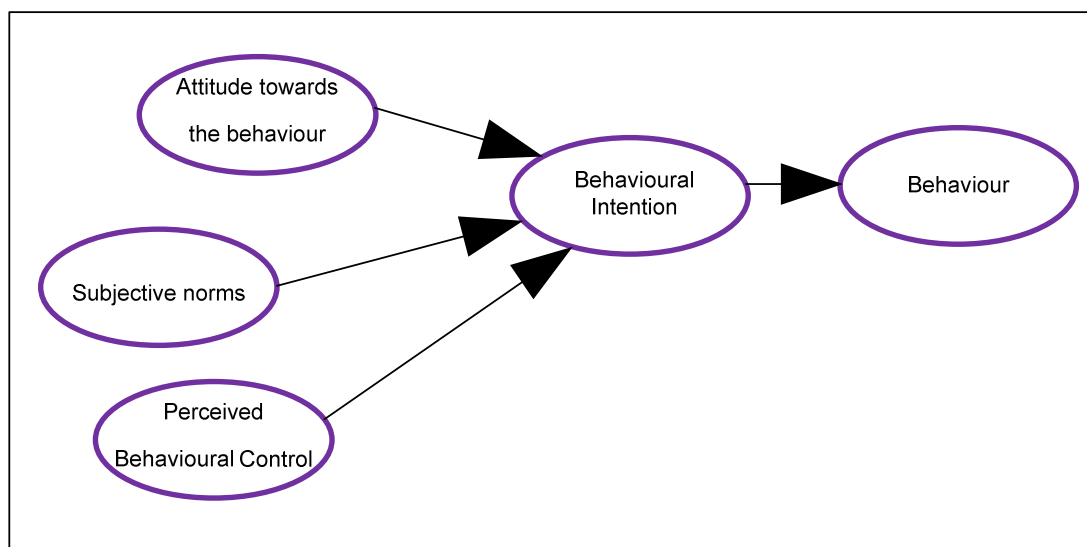 Attitude towards
the behaviour
Subjective norms
Perceived
Behavioural Control
Behavioural
Intention
Behaviour